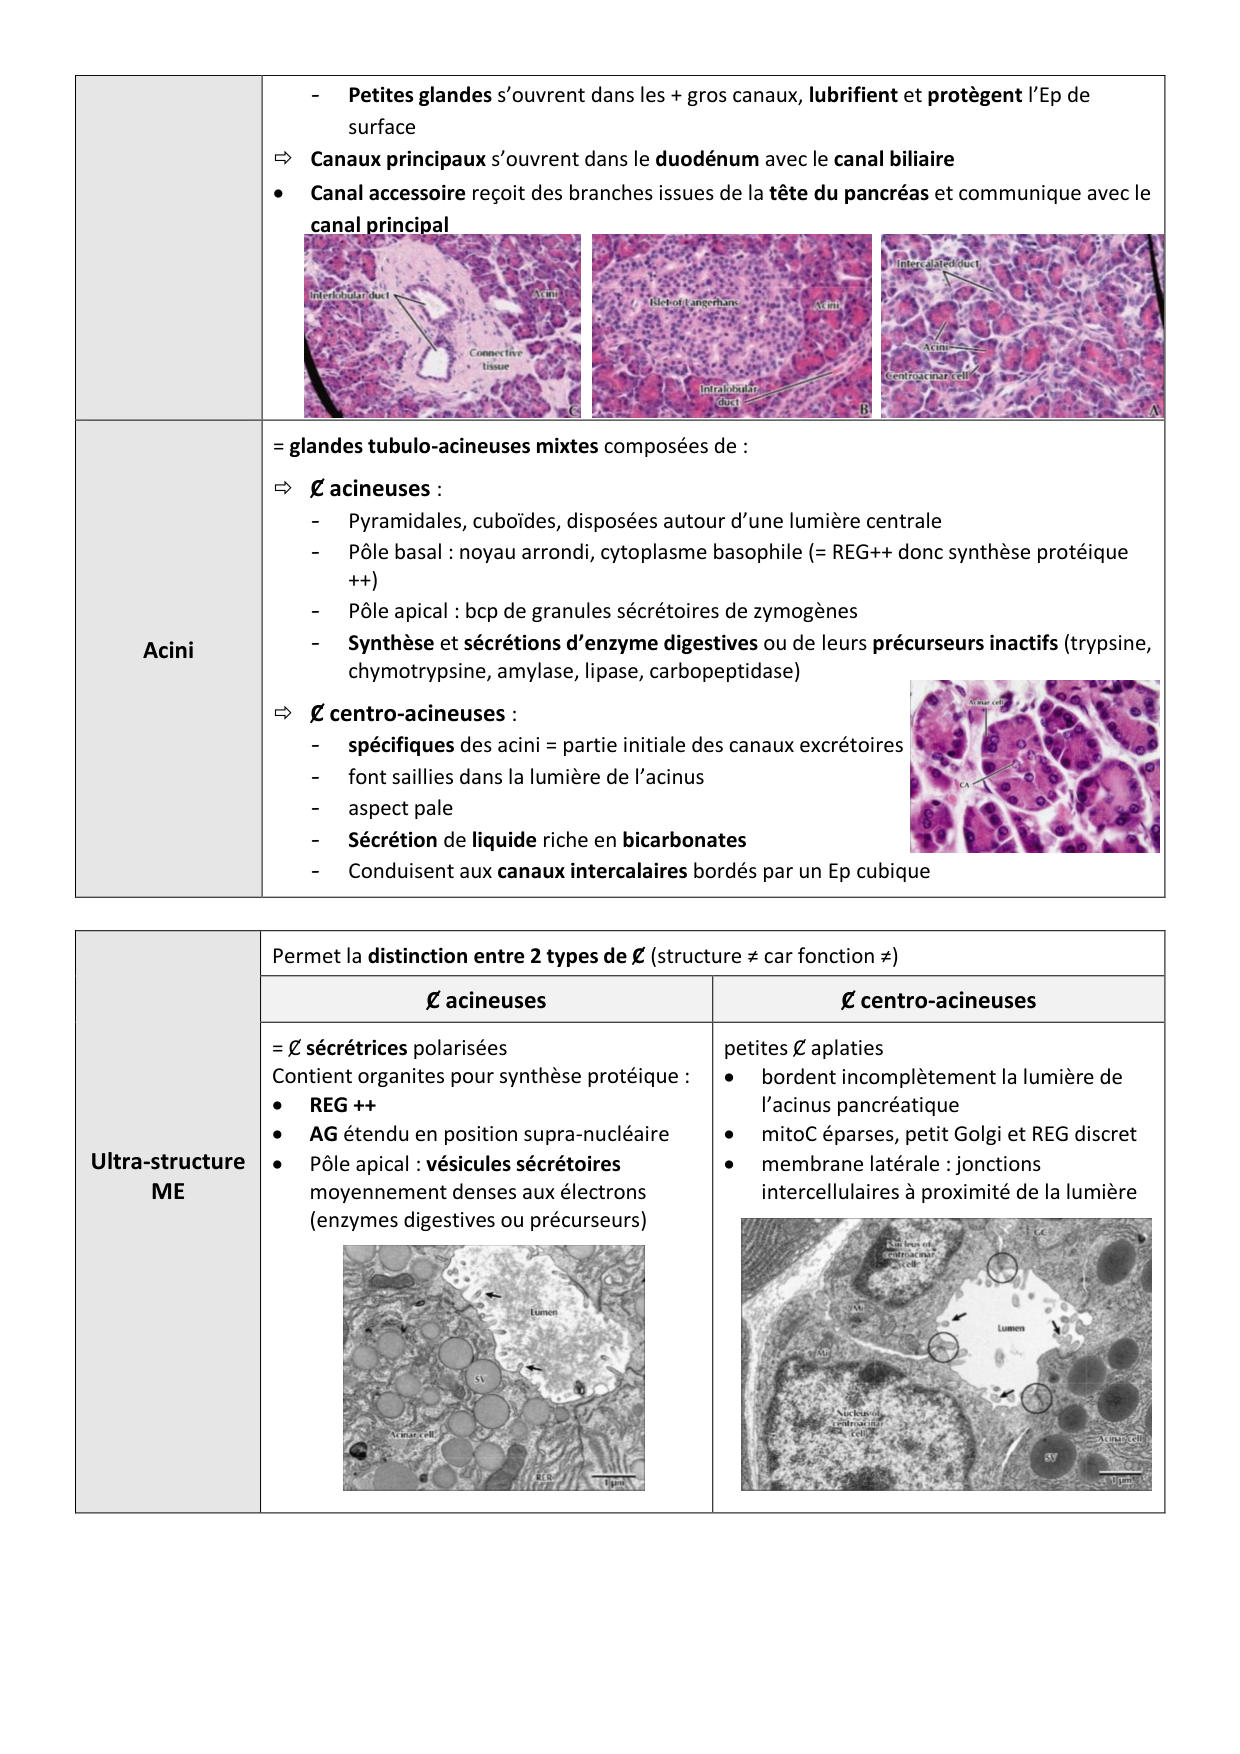 - Petites glandes s’ouvrent dans les + gros canaux, lubrifient et protègent l’Ep de
surface
⇨ Canaux principaux s’ouvrent dans le duodénum avec le canal biliaire
• Canal accessoire reçoit des branches issues de la tête du pancréas et communique avec le
canal principal
Interlobular duct
Acini
Connective
tissue
C
Islet of Langerhans
Acini
Intralobular
duct
B
Intercalated duct
Acini
Centroacinar cell
A
Acini
= glandes tubulo-acineuses mixtes composées de :
⇨ ₡ acineuses :
- Pyramidales, cuboïdes, disposées autour d’une lumière centrale
- Pôle basal : noyau arrondi, cytoplasme basophile (= REG++ donc synthèse protéique
++)
- Pôle apical : bcp de granules sécrétoires de zymogènes
- Synthèse et sécrétions d’enzyme digestives ou de leurs précurseurs inactifs (trypsine,
chymotrypsine, amylase, lipase, carbopeptidase)
⇨ ₡ centro-acineuses :
- spécifiques des acini = partie initiale des canaux excrétoires
- font saillies dans la lumière de l’acinus
- aspect pale
- Sécrétion de liquide riche en bicarbonates
- Conduisent aux canaux intercalaires bordés par un Ep cubique
Acinar cell
CA
Ultra-structure
ME
Permet la distinction entre 2 types de ₡ (structure ≠ car fonction ≠)
₡ acineuses
= ₡ sécrétrices polarisées
Contient organites pour synthèse protéique :
• REG ++
• AG étendu en position supra-nucléaire
• Pôle apical : vésicules sécrétoires
moyennement denses aux électrons
(enzymes digestives ou précurseurs)
Lumen
SV
Acinar cell
RER
1 µm
₡ centro-acineuses
petites ₡ aplaties
• bordent incomplètement la lumière de
l’acinus pancréatique
• mitoC éparses, petit Golgi et REG discret
• membrane latérale : jonctions
intercellulaires à proximité de la lumière
Nucleus of
centroacinar
cell
GC
Mi
Lumen
Mi
Nucleus of
centroacinar
cell
SV
Acinar cell
1 µm